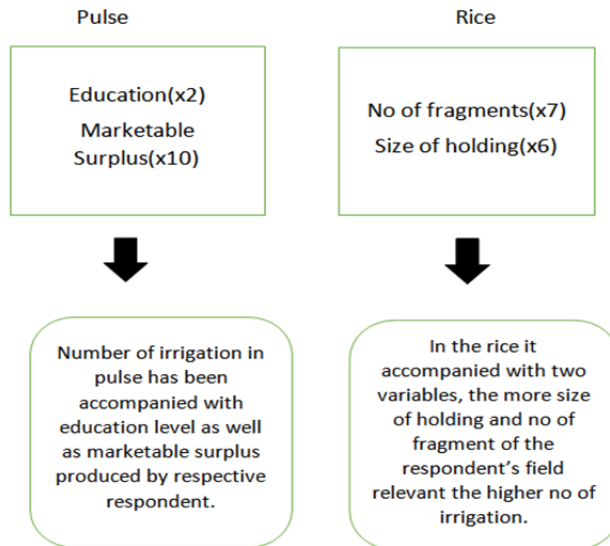 Pulse
Education(x2)
Marketable
Surplus(x10)
Number of irrigation in
pulse has been
accompanied with
education level as well
as marketable surplus
produced by respective
respondent.
Rice
No of fragments(x7)
Size of holding(x6)
In the rice it
accompanied with two
variables, the more size
of holding and no of
fragment of the
respondent's field
relevant the higher no of
irrigation.